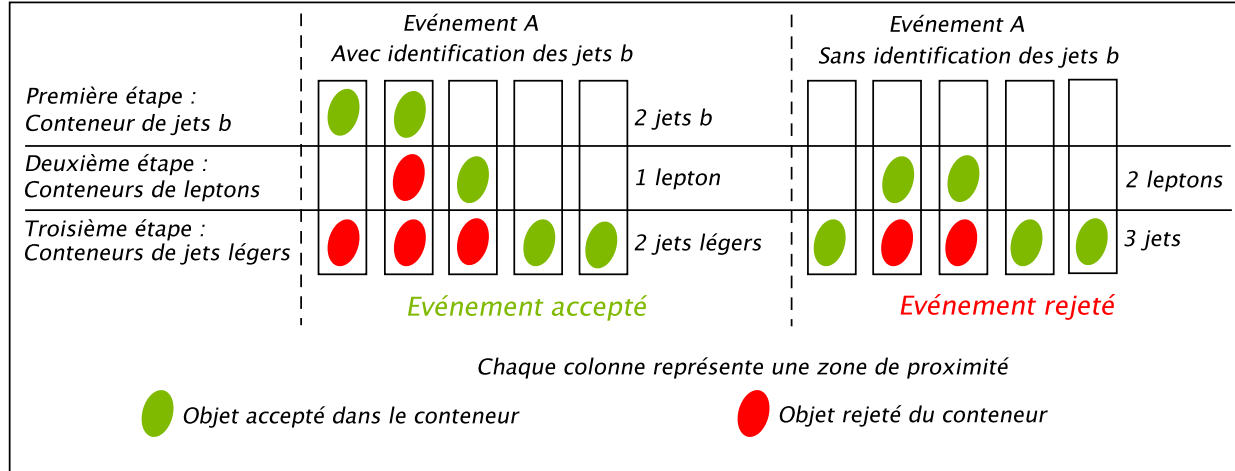 Evénement A
Avec identification des jets b
Evénement A
Sans identification des jets b
Première étape :
Conteneur de jets b
2 jets b
Deuxième étape :
Conteneurs de leptons
1 lepton
2 leptons
Troisième étape :
Conteneurs de jets légers
2 jets légers
3 jets
Evénement accepté
Evénement rejeté
Chaque colonne représente une zone de proximité
Objet accepté dans le conteneur
Objet rejeté du conteneur